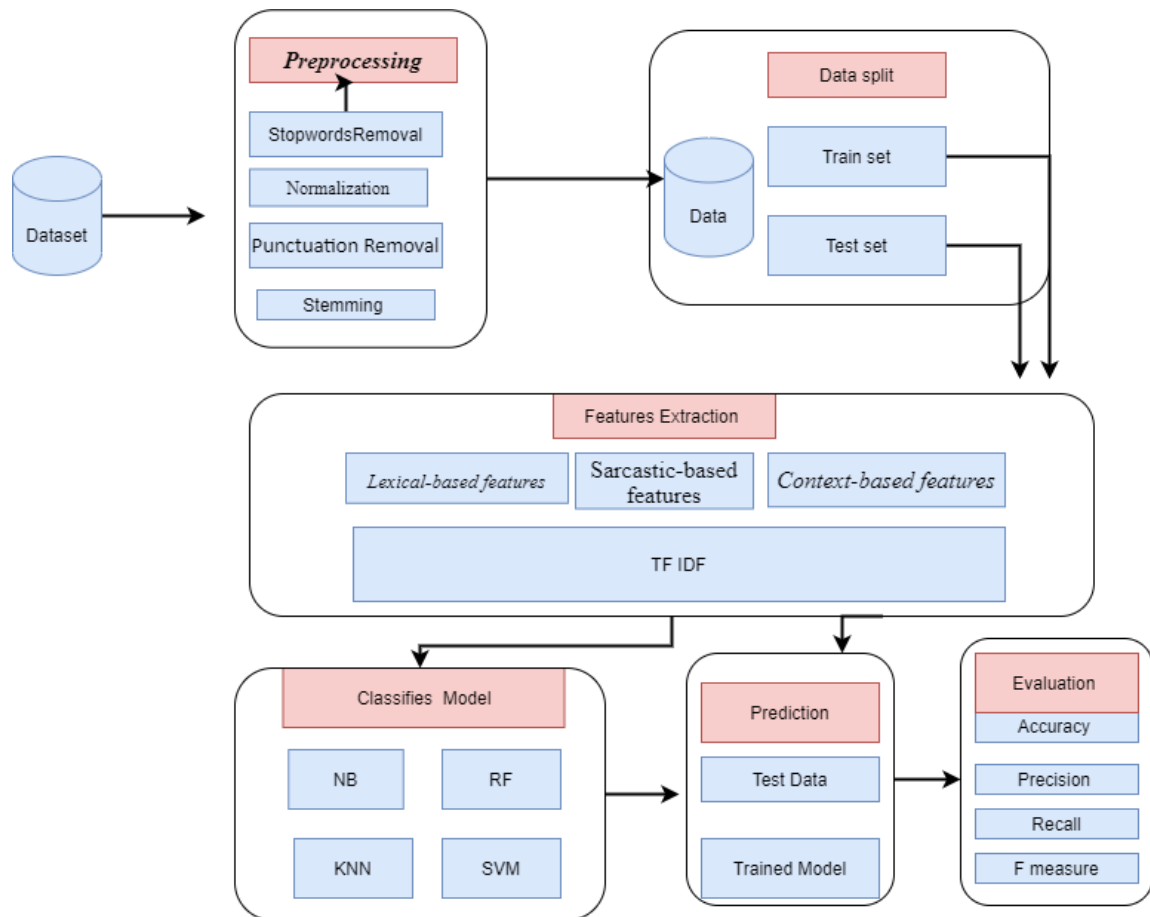 Preprocessing
StopwordsRemoval
Normalization
Punctuation Removal
Stemming
Dataset
Data split
Train set
Data
Test set
Features Extraction
Lexical-based features
Sarcastic-based
features
Context-based features
TF IDF
Classifies Model
NB
RF
KNN
SVM
Prediction
Test Data
Trained Model
Evaluation
Accuracy
Precision
Recall
F measure